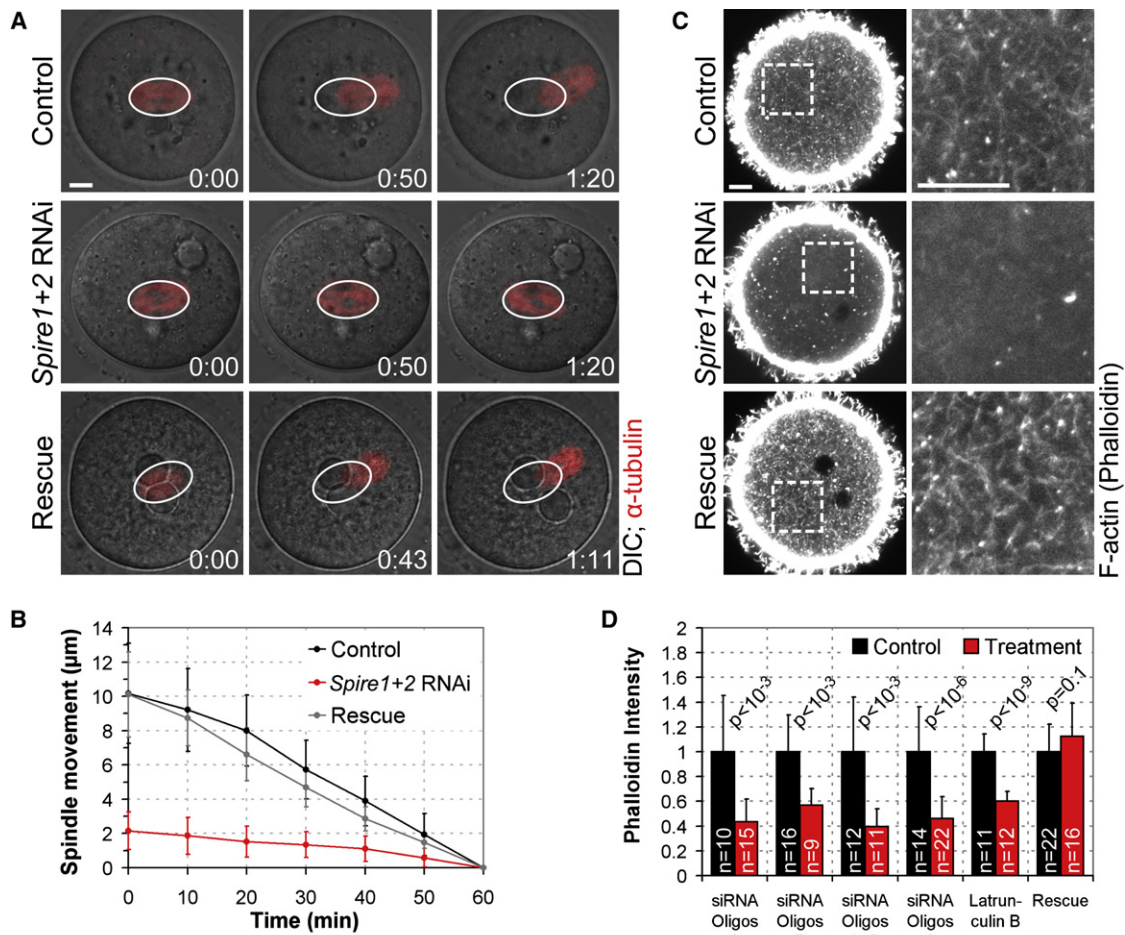 A
Control
0:00
0:50
1:20
Spire1+2 RNAi
0:00
0:50
1:20
Rescue
0:00
0:43
1:11
DIC; α-tubulin
C
Control
Spire1+2 RNAi
Rescue
F-actin (Phalloidin)
B
Spindle movement (µm)
14
12
10
8
6
4
2
0
Control
Spire1+2 RNAi
Rescue
0 10 20 30 40 50 60
Time (min)
D
Phalloidin Intensity
2
1.8
1.6
1.4
1.2
1
0.8
0.6
0.4
0.2
0
Control Treatment
p<10-3
p<10-3
p<10-3
p<10-6
p<10-9
p=0.1
n=10
n=15
n=16
n=9
n=12
n=11
n=14
n=22
n=11
n=12
n=22
n=16
siRNA
Oligos
siRNA
Oligos
siRNA
Oligos
siRNA
Oligos
Latrun-
culin B
Rescue